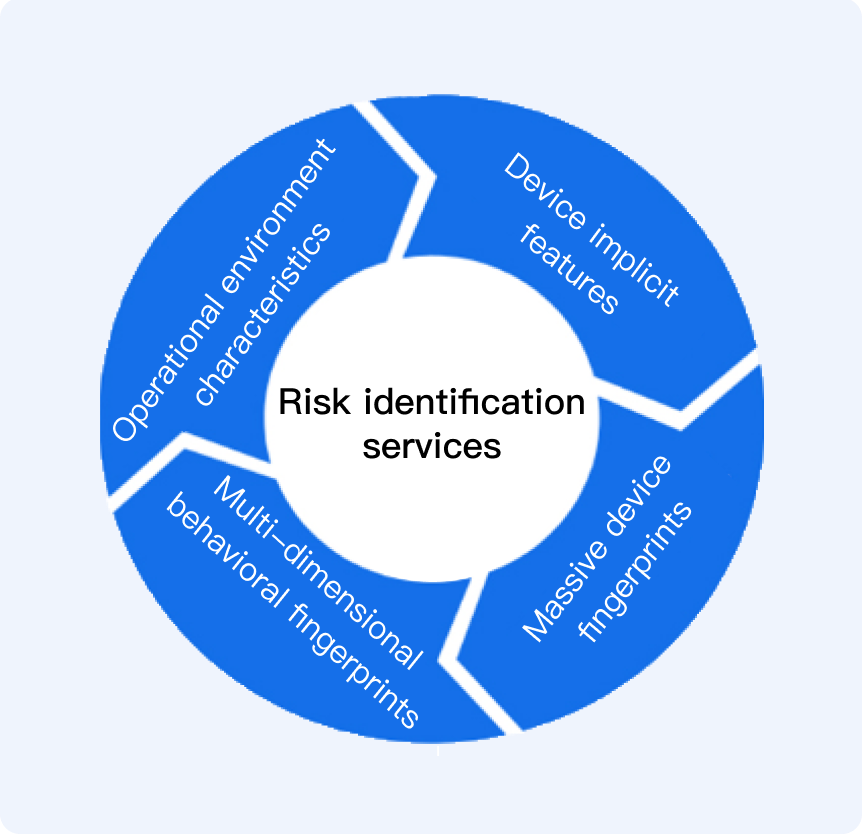 Operational environment
characteristics
Device implicit
features
Risk identification
services
Massive device
fingerprints
Multi-dimensional
behavioral fingerprints